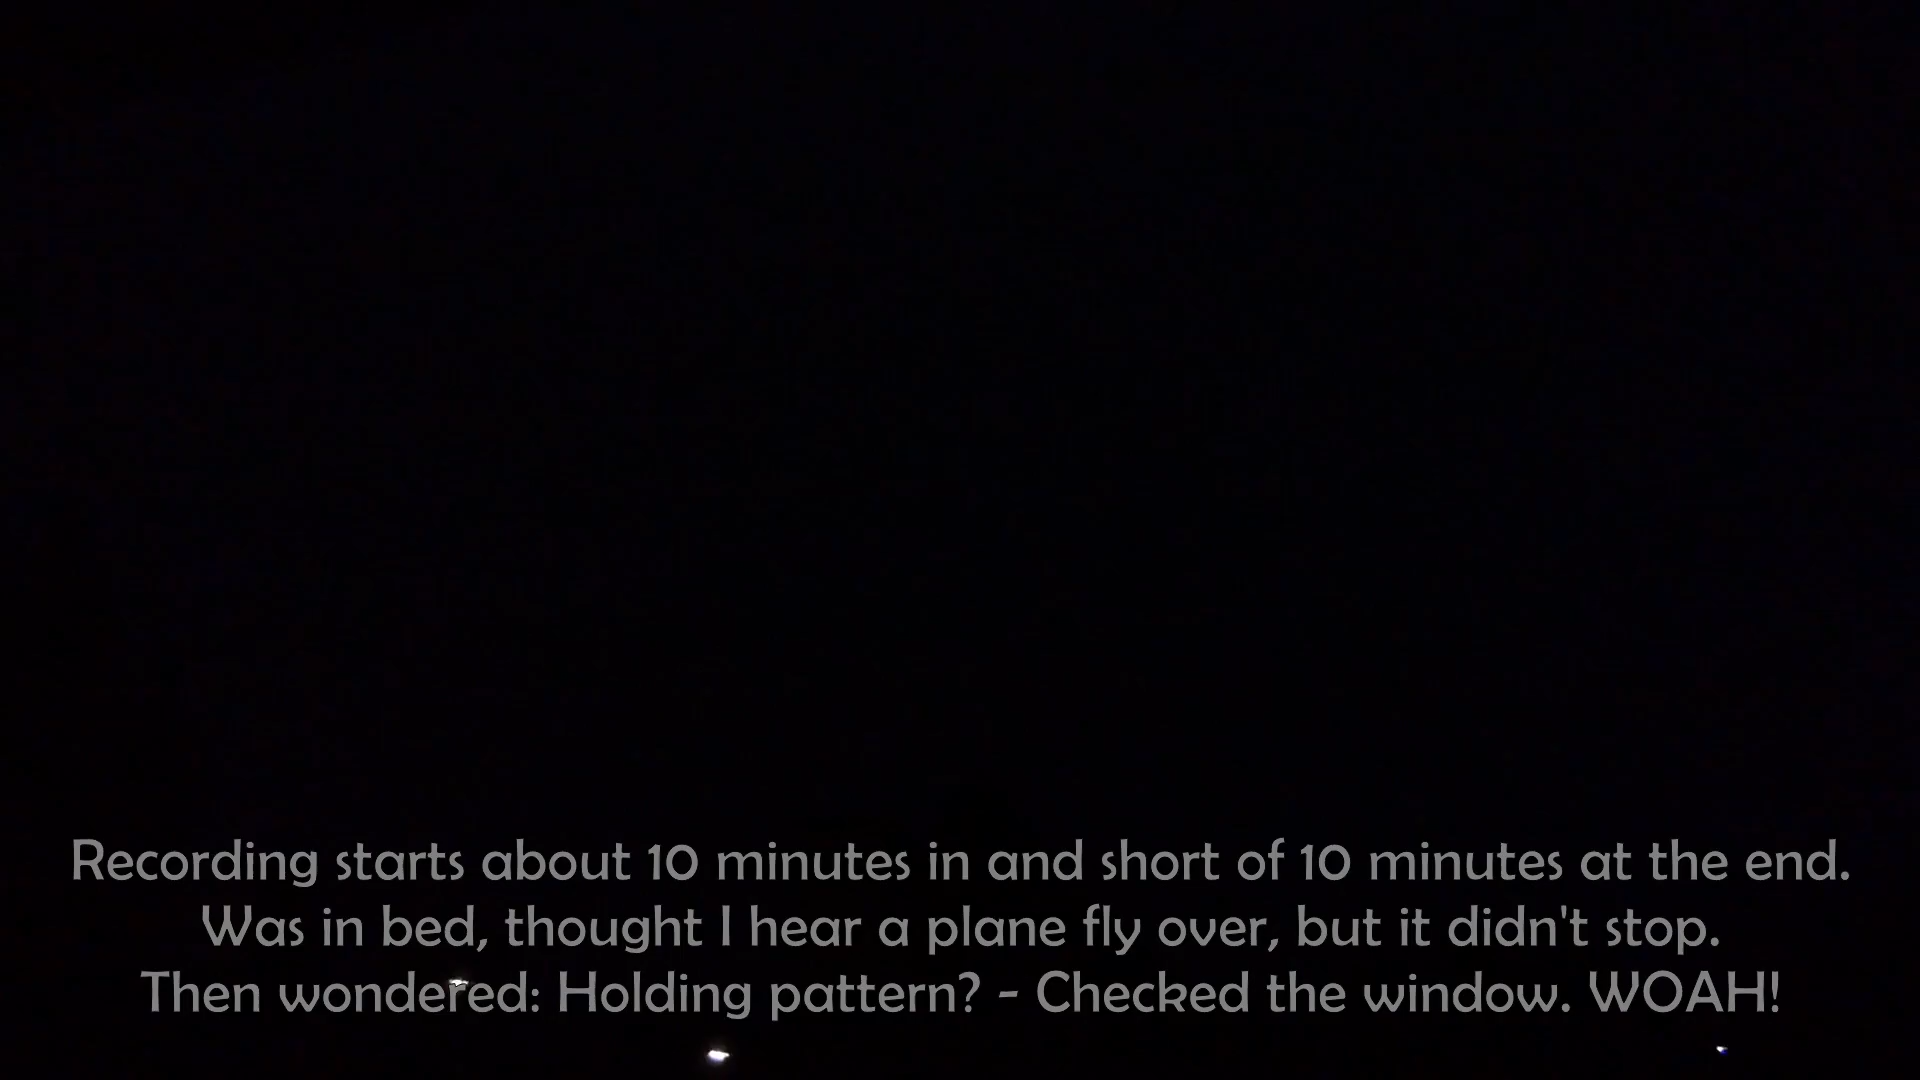 Recording starts about 10 minutes in and short of 10 minutes at the end.
Was in bed, thought I hear a plane fly over, but it didn't stop.
Then wondered: Holding pattern? - Checked the window. WOAH!